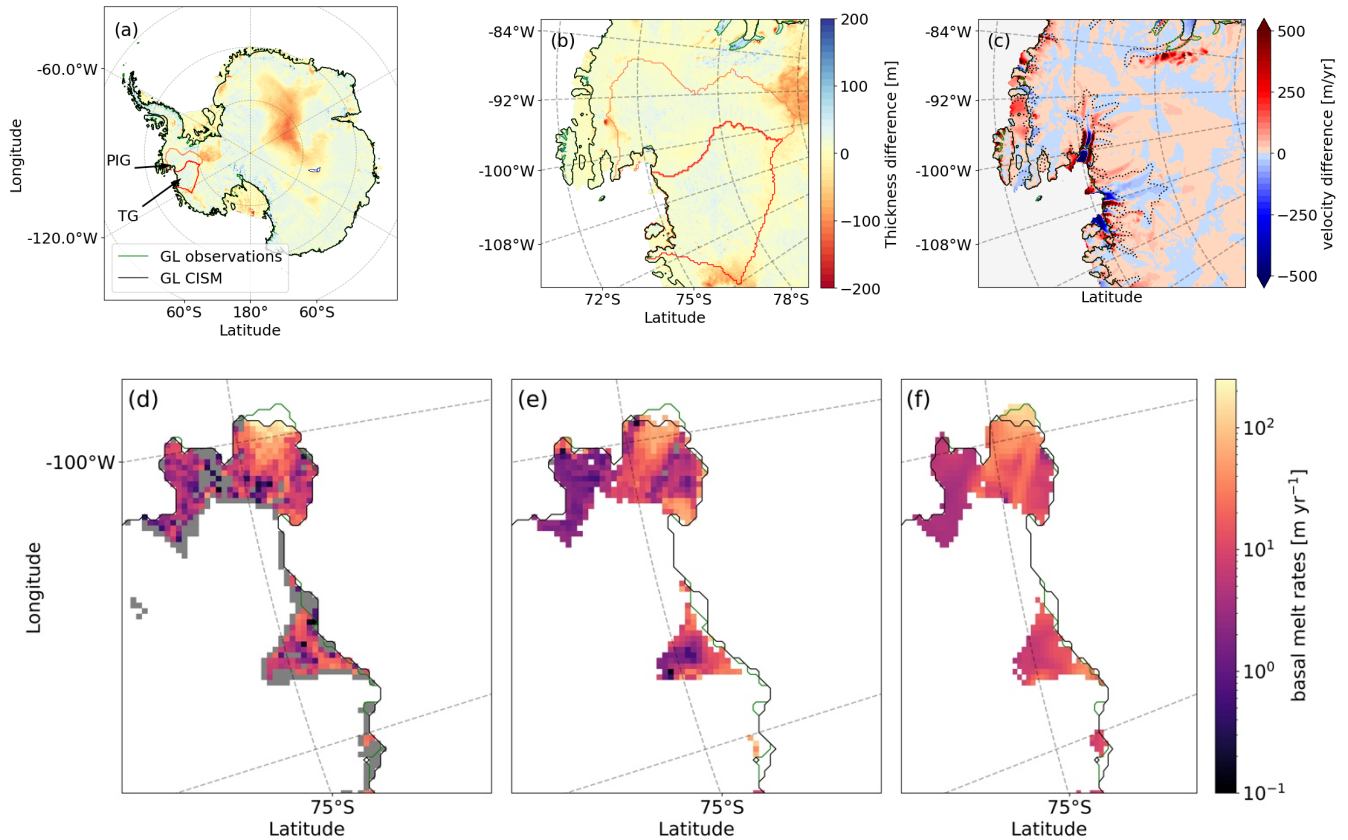 (a)
-60.0°W
Longitude
PIG
TG
-120.0°W
GL observations
GL CISM
60°S 180° 60°S
Latitude
(b)
-84°W
-92°W
-100°W
-108°W
72°S 75°S 78°S
Latitude
200
100
0
−100
−200
Thickness difference [m]
(c)
-84°W
-92°W
-100°W
-108°W
Latitude
500
250
0
−250
−500
velocity difference [m/yr]
(d)
-100°W
Longitude
75°S
Latitude
(e)
75°S
Latitude
(f)
75°S
Latitude
10²
10¹
10⁰
10⁻¹
basal melt rates [m yr⁻¹]